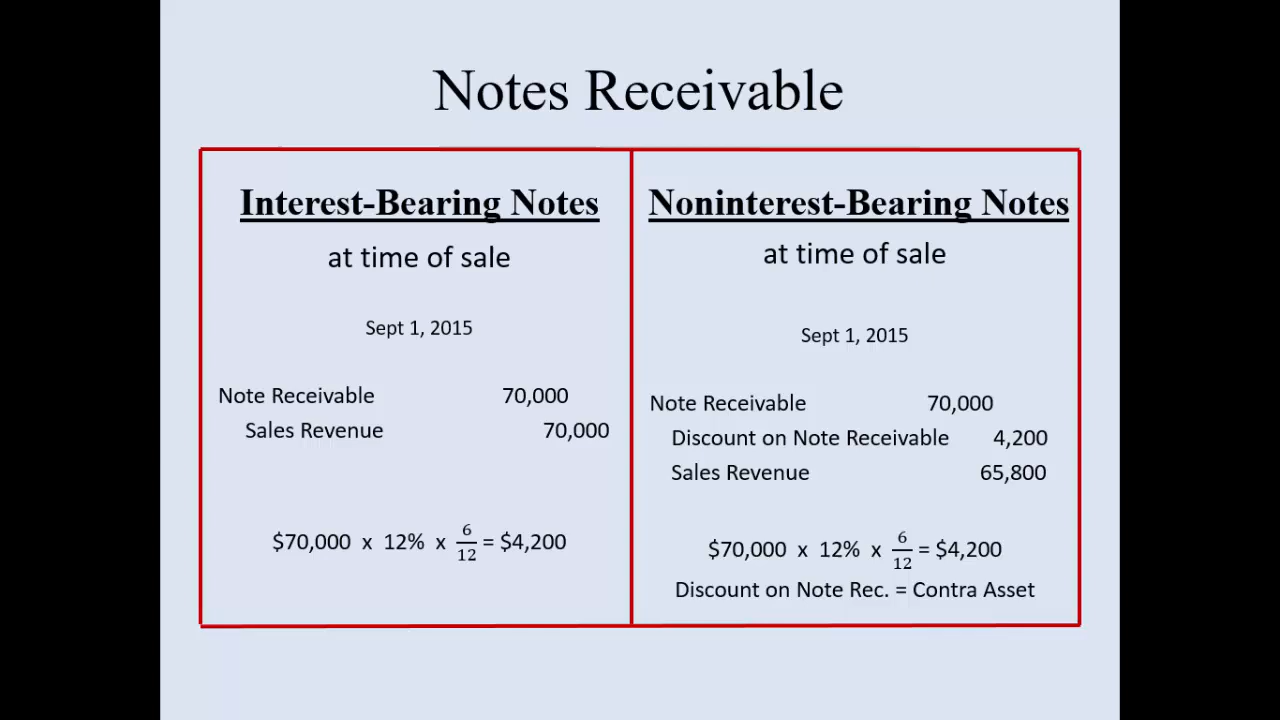 Notes Receivable
Interest-Bearing Notes
at time of sale
Sept 1, 2015
Note Receivable 70,000
Sales Revenue 70,000
$70,000 x 12% x 6/12 = $4,200
Noninterest-Bearing Notes
at time of sale
Sept 1, 2015
Note Receivable 70,000
Discount on Note Receivable 4,200
Sales Revenue 65,800
$70,000 x 12% x 6/12 = $4,200
Discount on Note Rec. = Contra Asset